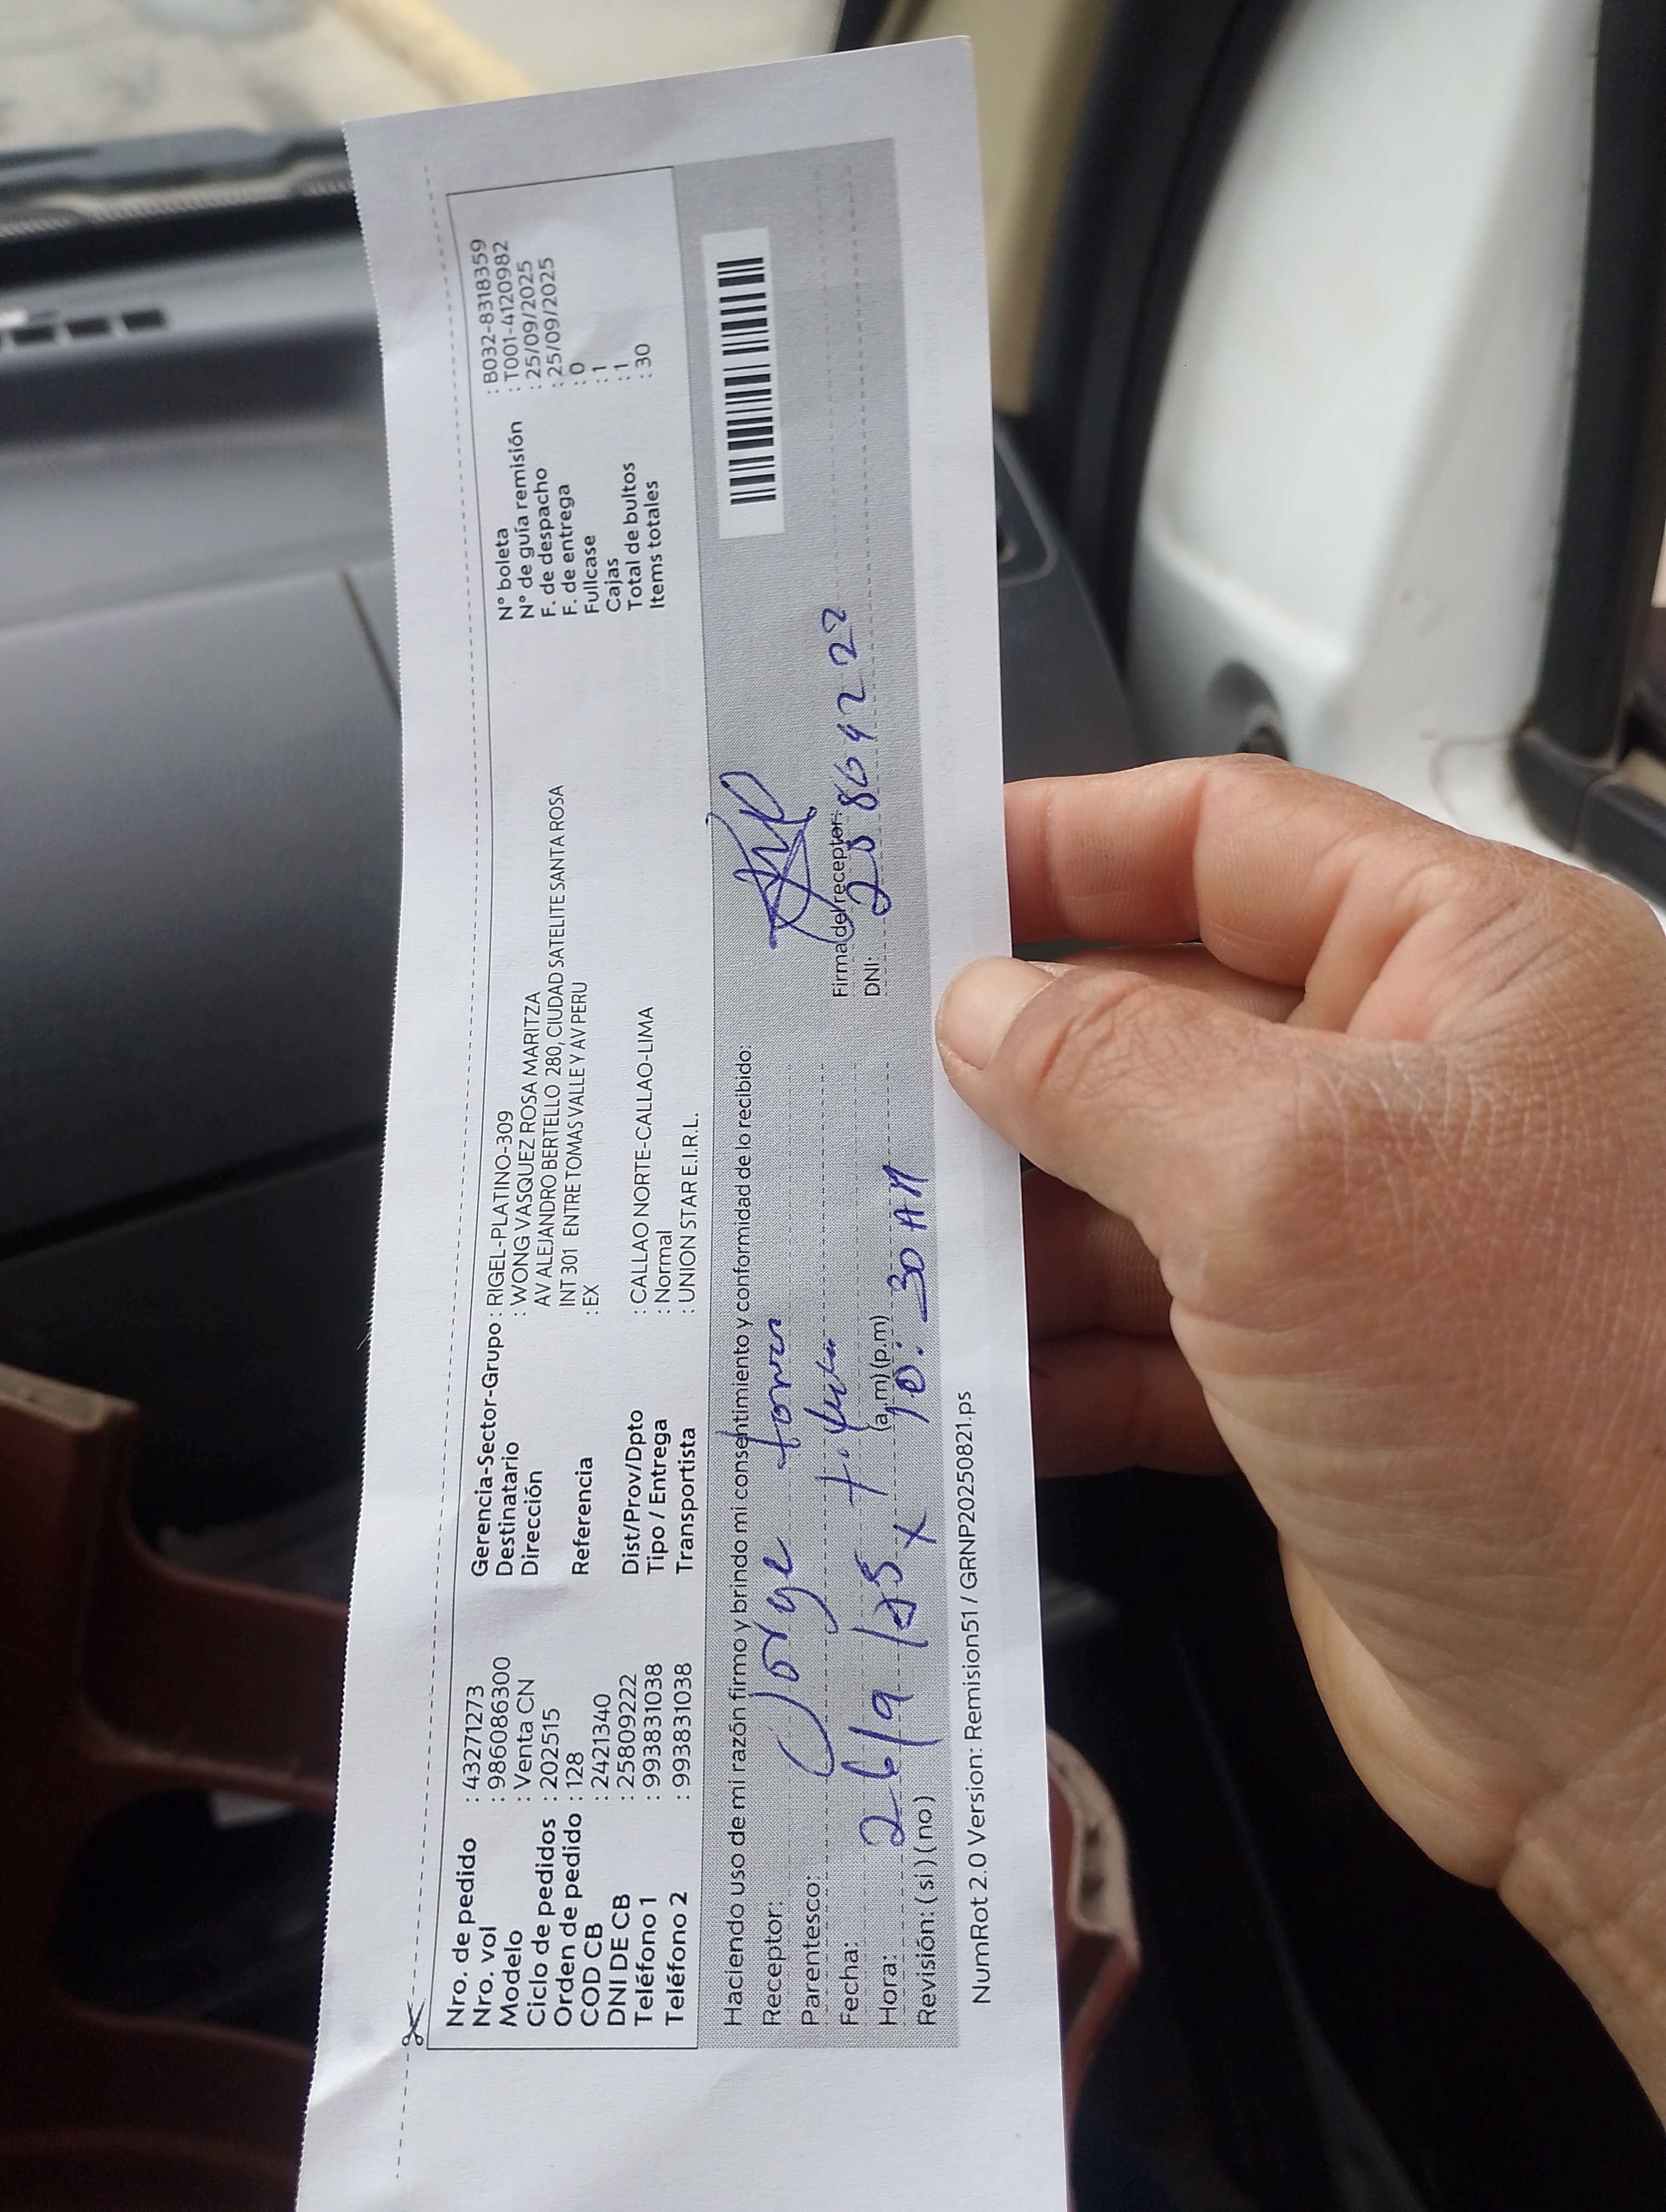 Nro. de pedido : 43271273
Nro. vol : 986086300
Modelo : Venta CN
Ciclo de pedidos : 202515
Orden de pedido : 128
COD CB : 2421340
DNI DE CB : 25809222
Teléfono 1 : 993831038
Teléfono 2 : 993831038
Gerencia-Sector-Grupo : RIGEL-PLATINO-309
Destinatario : WONG VASQUEZ ROSA MARITZA
Dirección AV ALEJANDRO BERTELLO 280, CIUDAD SATELITE SANTA ROSA
INT 301 ENTRE TOMAS VALLE Y AV PERU
Referencia : EX
Dist/Prov/Dpto : CALLAO NORTE-CALLAO-LIMA
Tipo / Entrega : Normal
Transportista : UNION STAR E.I.R.L.
N° boleta : B032-8318359
N° de guía remisión : T001-4120982
F. de despacho : 25/09/2025
F. de entrega : 25/09/2025
Fullcase : 0
Cajas : 1
Total de bultos : 1
Items totales : 30
Haciendo uso de mi razón firmo y brindo mi consentimiento y conformidad de lo recibido:
Receptor: Jorge torres
Parentesco:
Fecha: 26/9/25
Hora: (a.m) (p.m)
Revisión: ( si ) ( no ) x 10:30 AM
Firma del receptor:
DNI: 25864222
NumRot 2.0 Version: Remision51 / GRNP20250821.ps